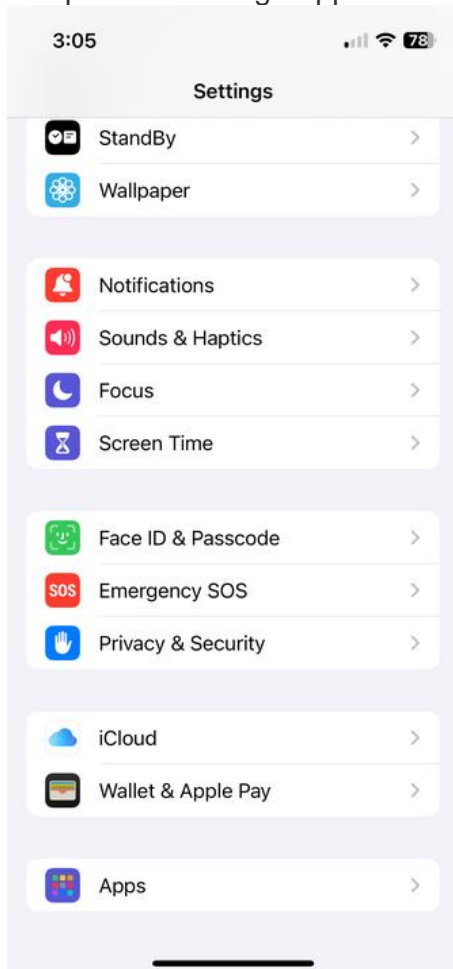 3:05 78
Settings
StandBy
Wallpaper
Notifications
Sounds & Haptics
Focus
Screen Time
Face ID & Passcode
SOS Emergency SOS
Privacy & Security
iCloud
Wallet & Apple Pay
Apps